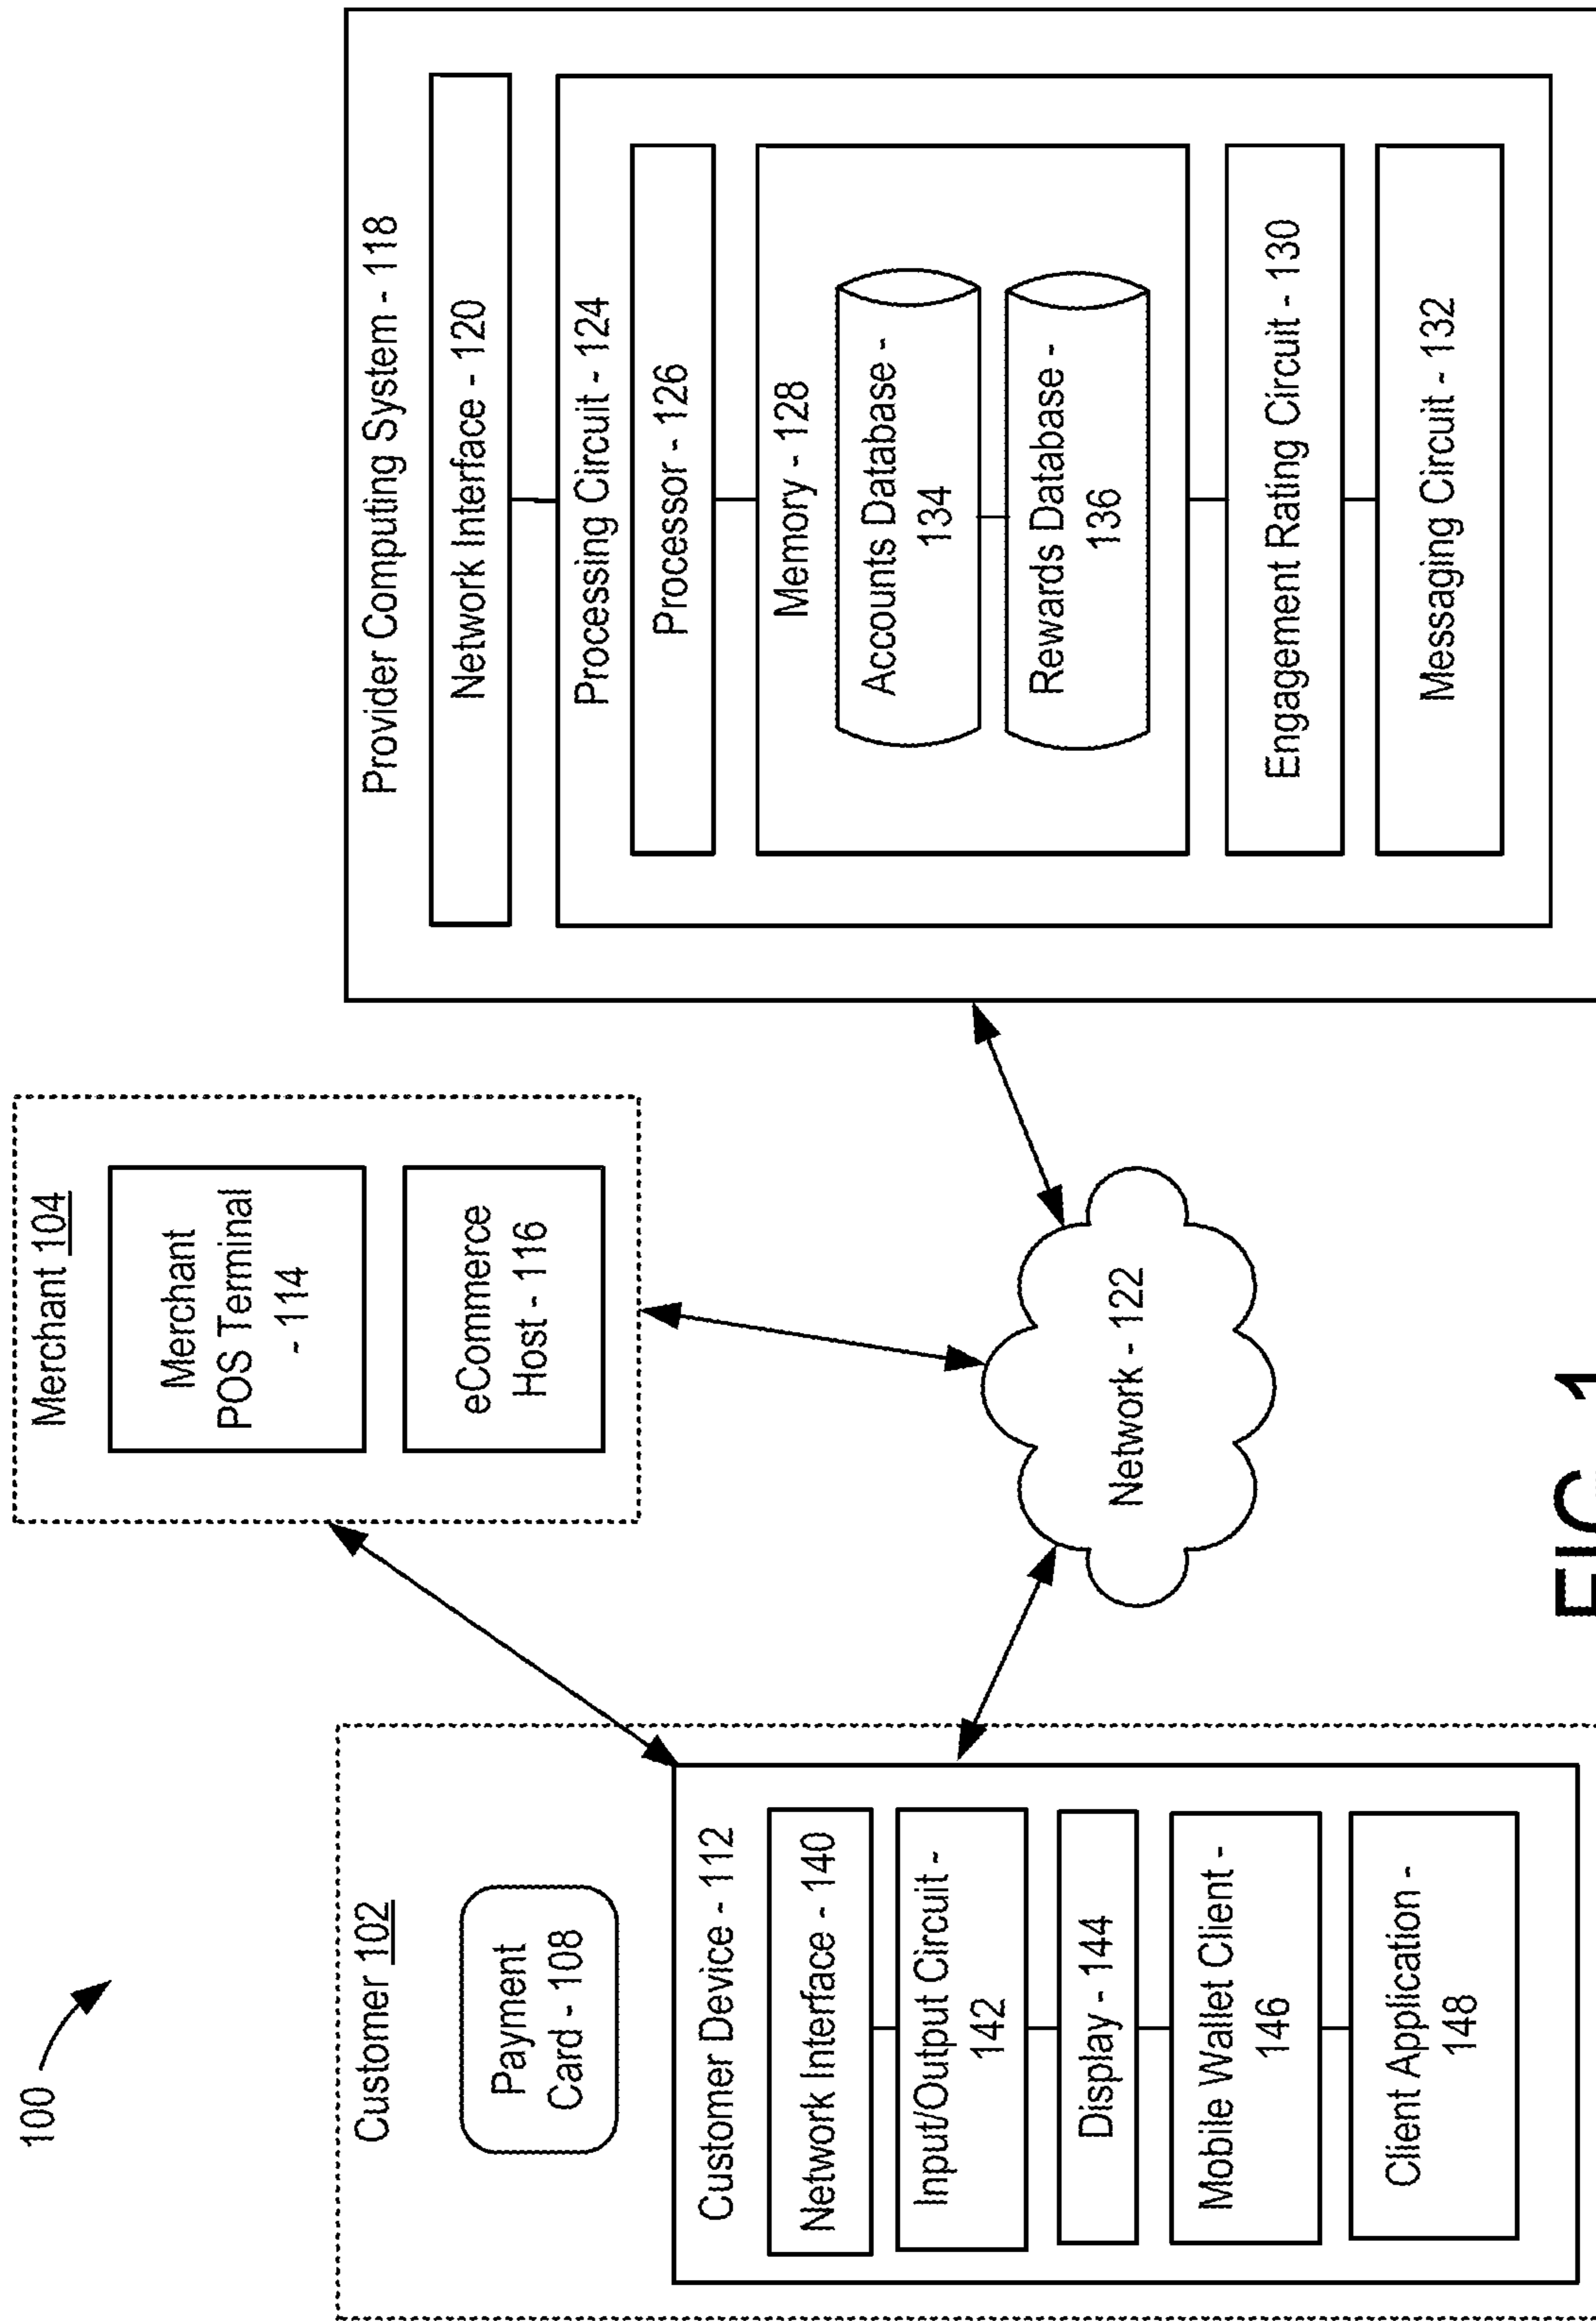 100
Customer 102
Payment
Card - 108
Customer Device - 112
Network Interface - 140
Input/Output Circuit -
142
Display - 144
Mobile Wallet Client -
146
Client Application -
148
Merchant 104
Merchant
POS Terminal
- 114
eCommerce
Host - 116
Network - 122
Provider Computing System - 118
Network Interface - 120
Processing Circuit - 124
Processor - 126
Memory - 128
Accounts Database -
134
Rewards Database -
136
Engagement Rating Circuit - 130
Messaging Circuit - 132
FIG. 1